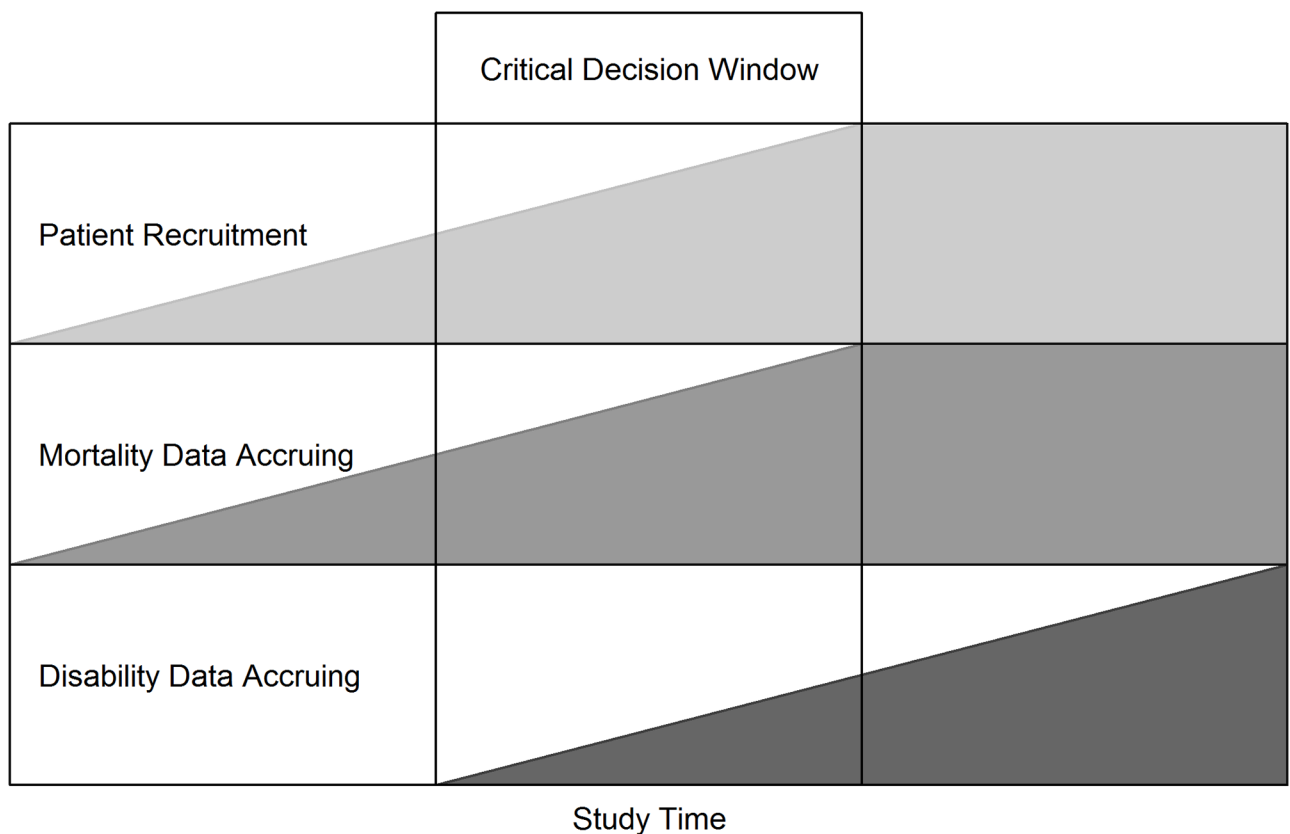 Critical Decision Window
Patient Recruitment
Mortality Data Accruing
Disability Data Accruing
Study Time